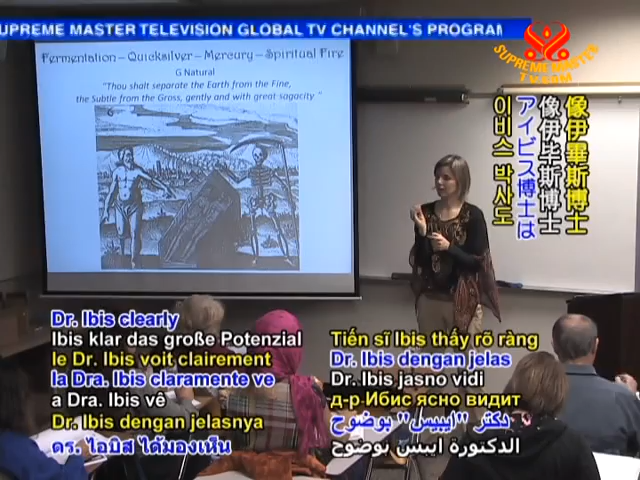 UPREME MASTER TELEVISION GLOBAL TV CHANNEL'S PROGRAM
SUPREME MASTER
TV.COM
Fermentation – Quicksilver – Mercury – Spiritual Fire
G Natural
"Thou shalt separate the Earth from the Fine,
the Subtle from the Gross, gently and with great sagacity "
6
像伊畢斯博士
像伊毕斯博士
アイビス博士は
이비스 박사도
Dr. Ibis clearly
Ibis klar das große Potenzial
le Dr. Ibis voit clairement
la Dra. Ibis claramente ve
a Dra. Ibis vê
Dr. Ibis dengan jelasnya
ดร. ไอบิส ได้มองเห็น
Tiến sĩ Ibis thấy rõ ràng
Dr. Ibis dengan jelas
Dr. Ibis jasno vidi
д-р Ибис ясно видит
دكتر "ايبيس" بوضوح
الدكتورة ايبس بوضوح